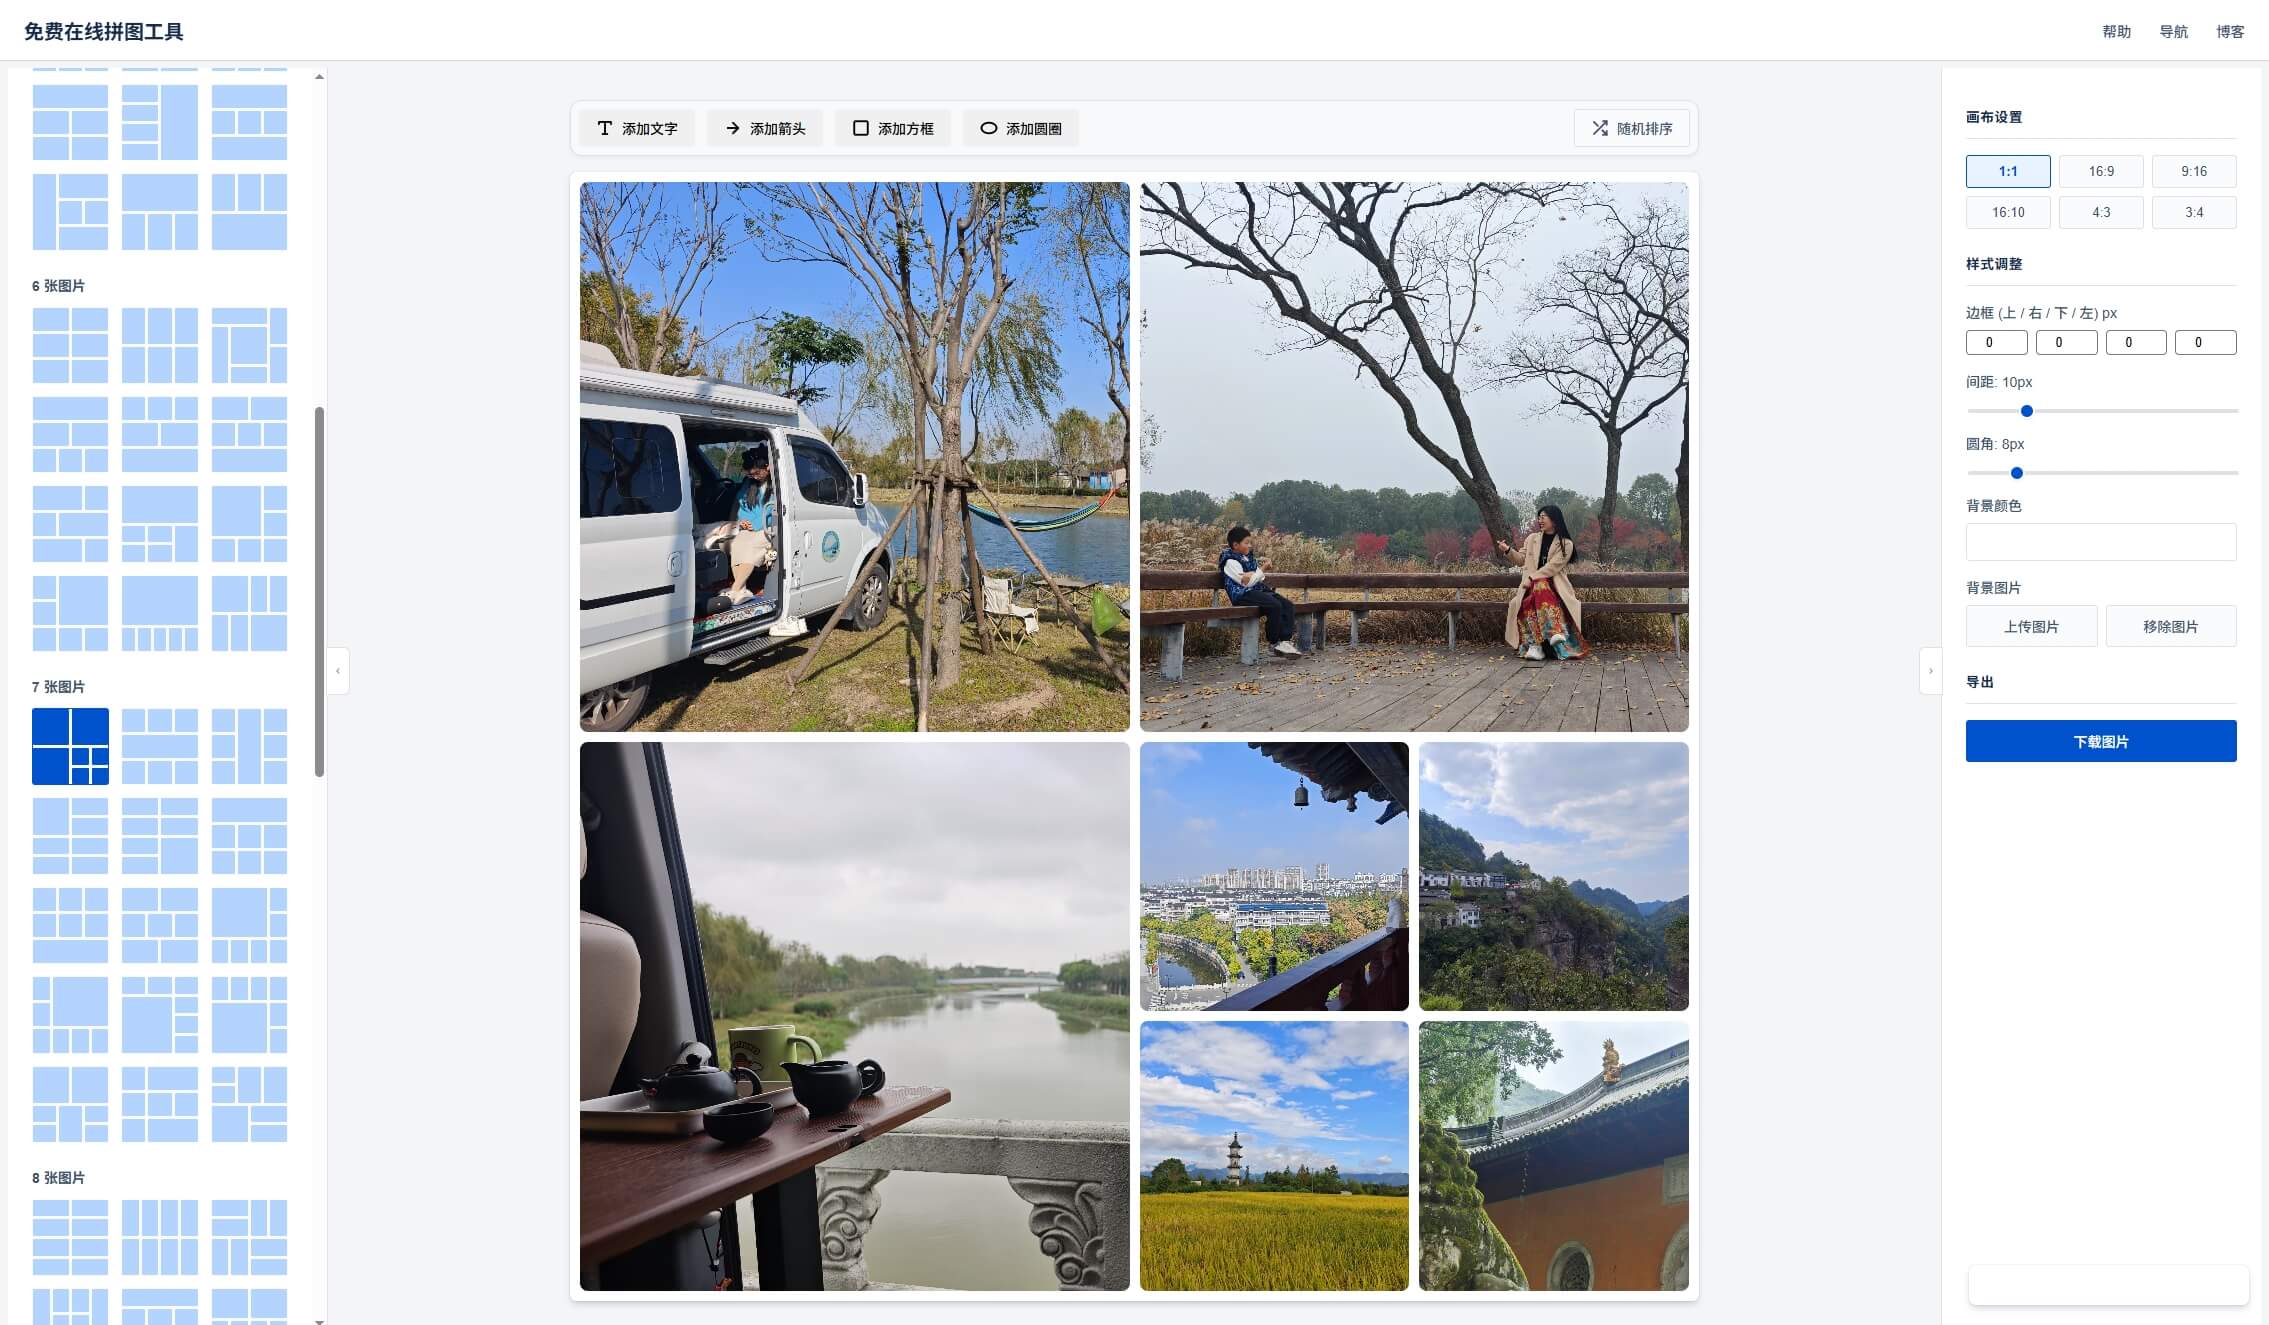 免费在线拼图工具
帮助 导航 博客
6 张图片
7 张图片
8 张图片
添加文字 添加箭头 添加方框 添加圆圈 随机排序
画布设置
1:1 16:9 9:16
16:10 4:3 3:4
样式调整
边框 (上 / 右 / 下 / 左) px
0 0 0 0
间距: 10px
圆角: 8px
背景颜色
背景图片
上传图片 移除图片
导出
下载图片